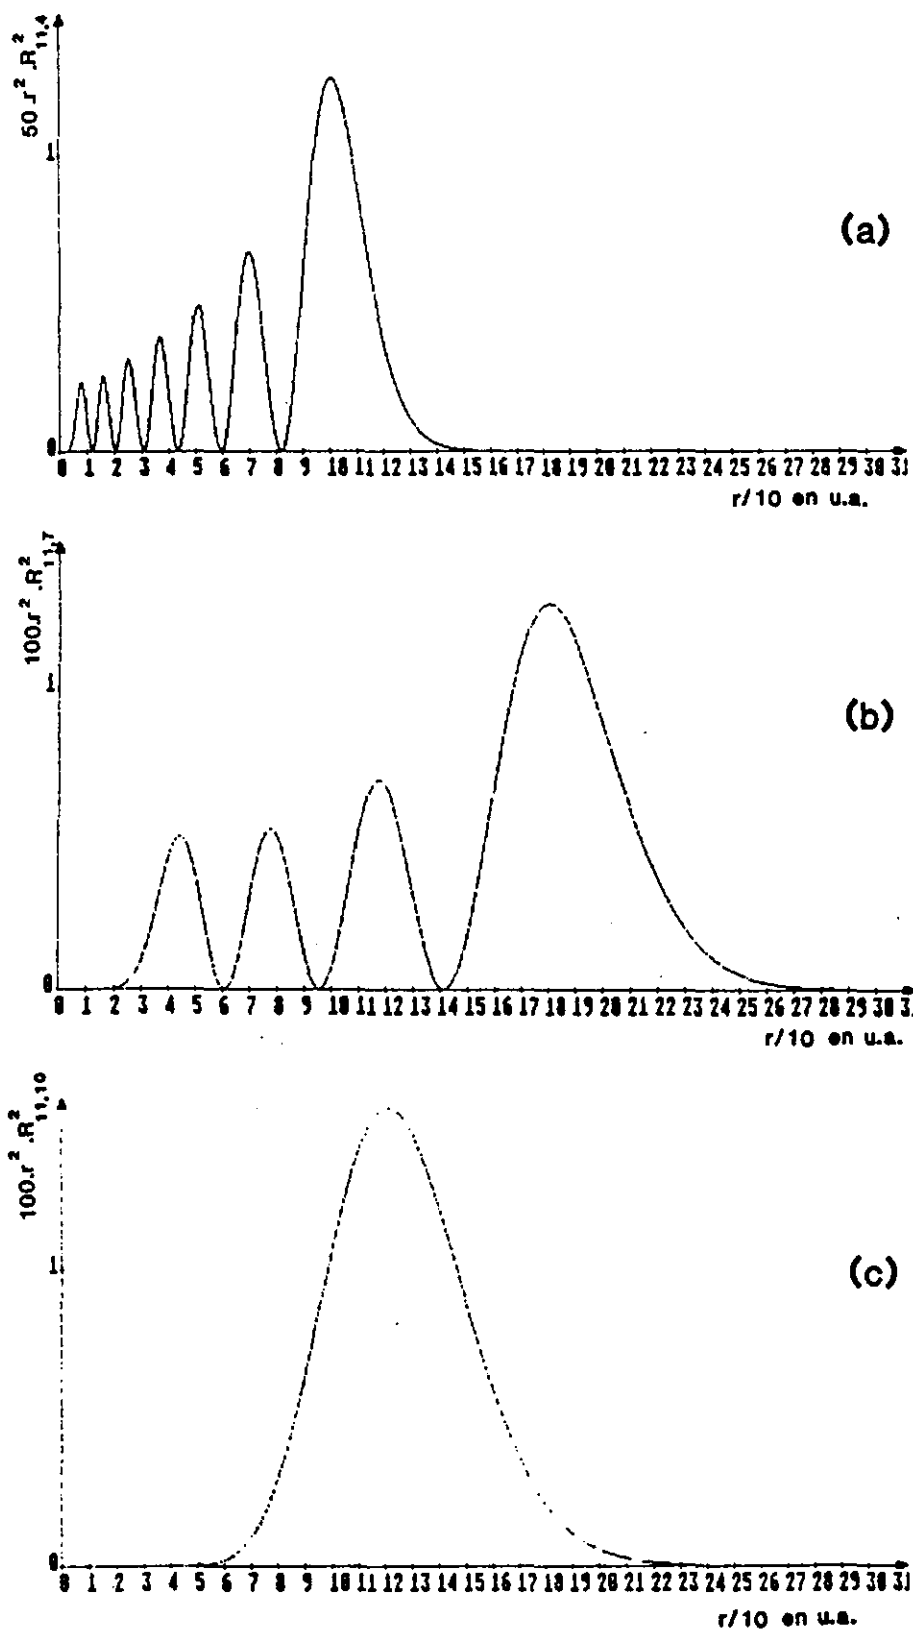 50.r².R²11,4
1
(a)
0
0 1 2 3 4 5 6 7 8 9 10 11 12 13 14 15 16 17 18 19 20 21 22 23 24 25 26 27 28 29 30 31
r/10 en u.a.
100.r².R²11,7
1
(b)
0
0 1 2 3 4 5 6 7 8 9 10 11 12 13 14 15 16 17 18 19 20 21 22 23 24 25 26 27 28 29 30 3
r/10 en u.a.
100.r².R²11,10
1
(c)
0
0 1 2 3 4 5 6 7 8 9 10 11 12 13 14 15 16 17 18 19 20 21 22 23 24 25 26 27 28 29 30 31
r/10 en u.a.